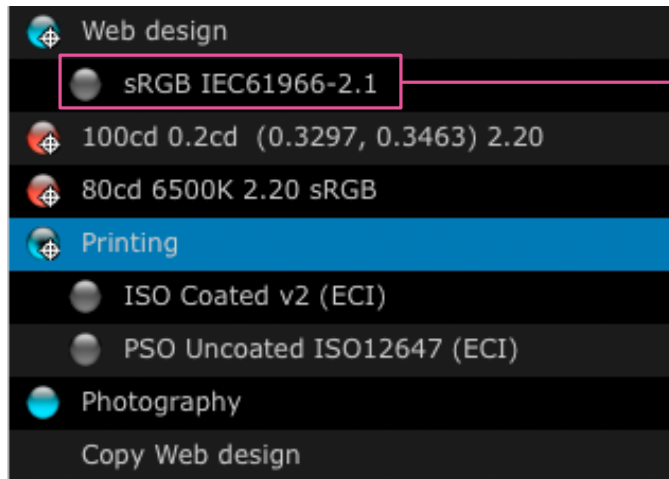 Web design
sRGB IEC61966-2.1
100cd 0.2cd (0.3297, 0.3463) 2.20
80cd 6500K 2.20 sRGB
Printing
ISO Coated v2 (ECI)
PSO Uncoated ISO12647 (ECI)
Photography
Copy Web design